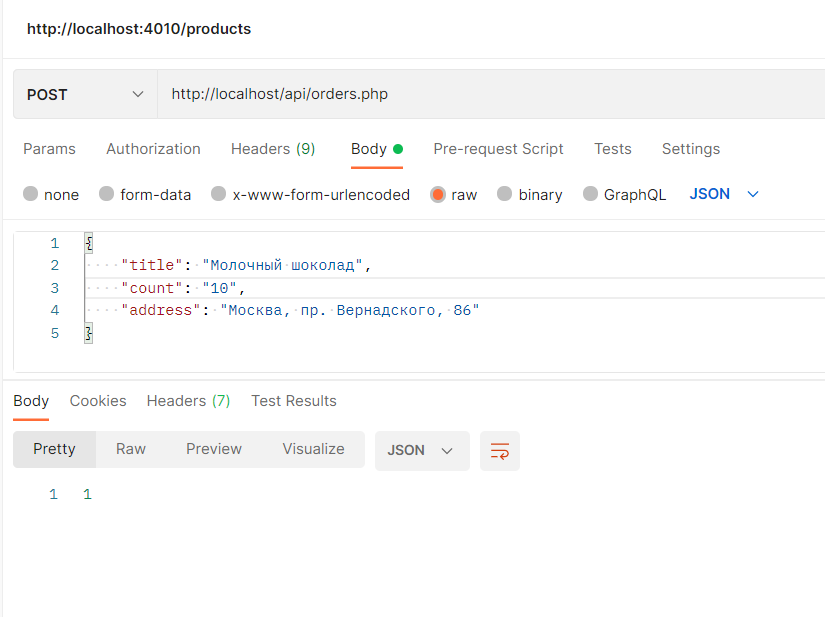 http://localhost:4010/products
POST http://localhost/api/orders.php
Params Authorization Headers (9) Body Pre-request Script Tests Settings
none form-data x-www-form-urlencoded raw binary GraphQL JSON
1 {
2 "title": "Молочный шоколад",
3 "count": "10",
4 "address": "Москва, пр. Вернадского, 86"
5 }
Body Cookies Headers (7) Test Results
Pretty Raw Preview Visualize JSON
1 1